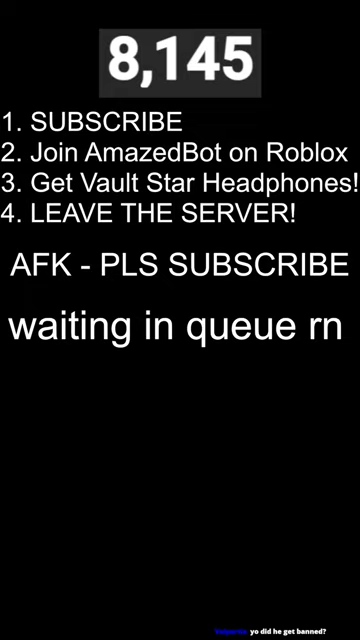 8,145
1. SUBSCRIBE
2. Join AmazedBot on Roblox
3. Get Vault Star Headphones!
4. LEAVE THE SERVER!
AFK - PLS SUBSCRIBE
waiting in queue rn
yo did he get banned?